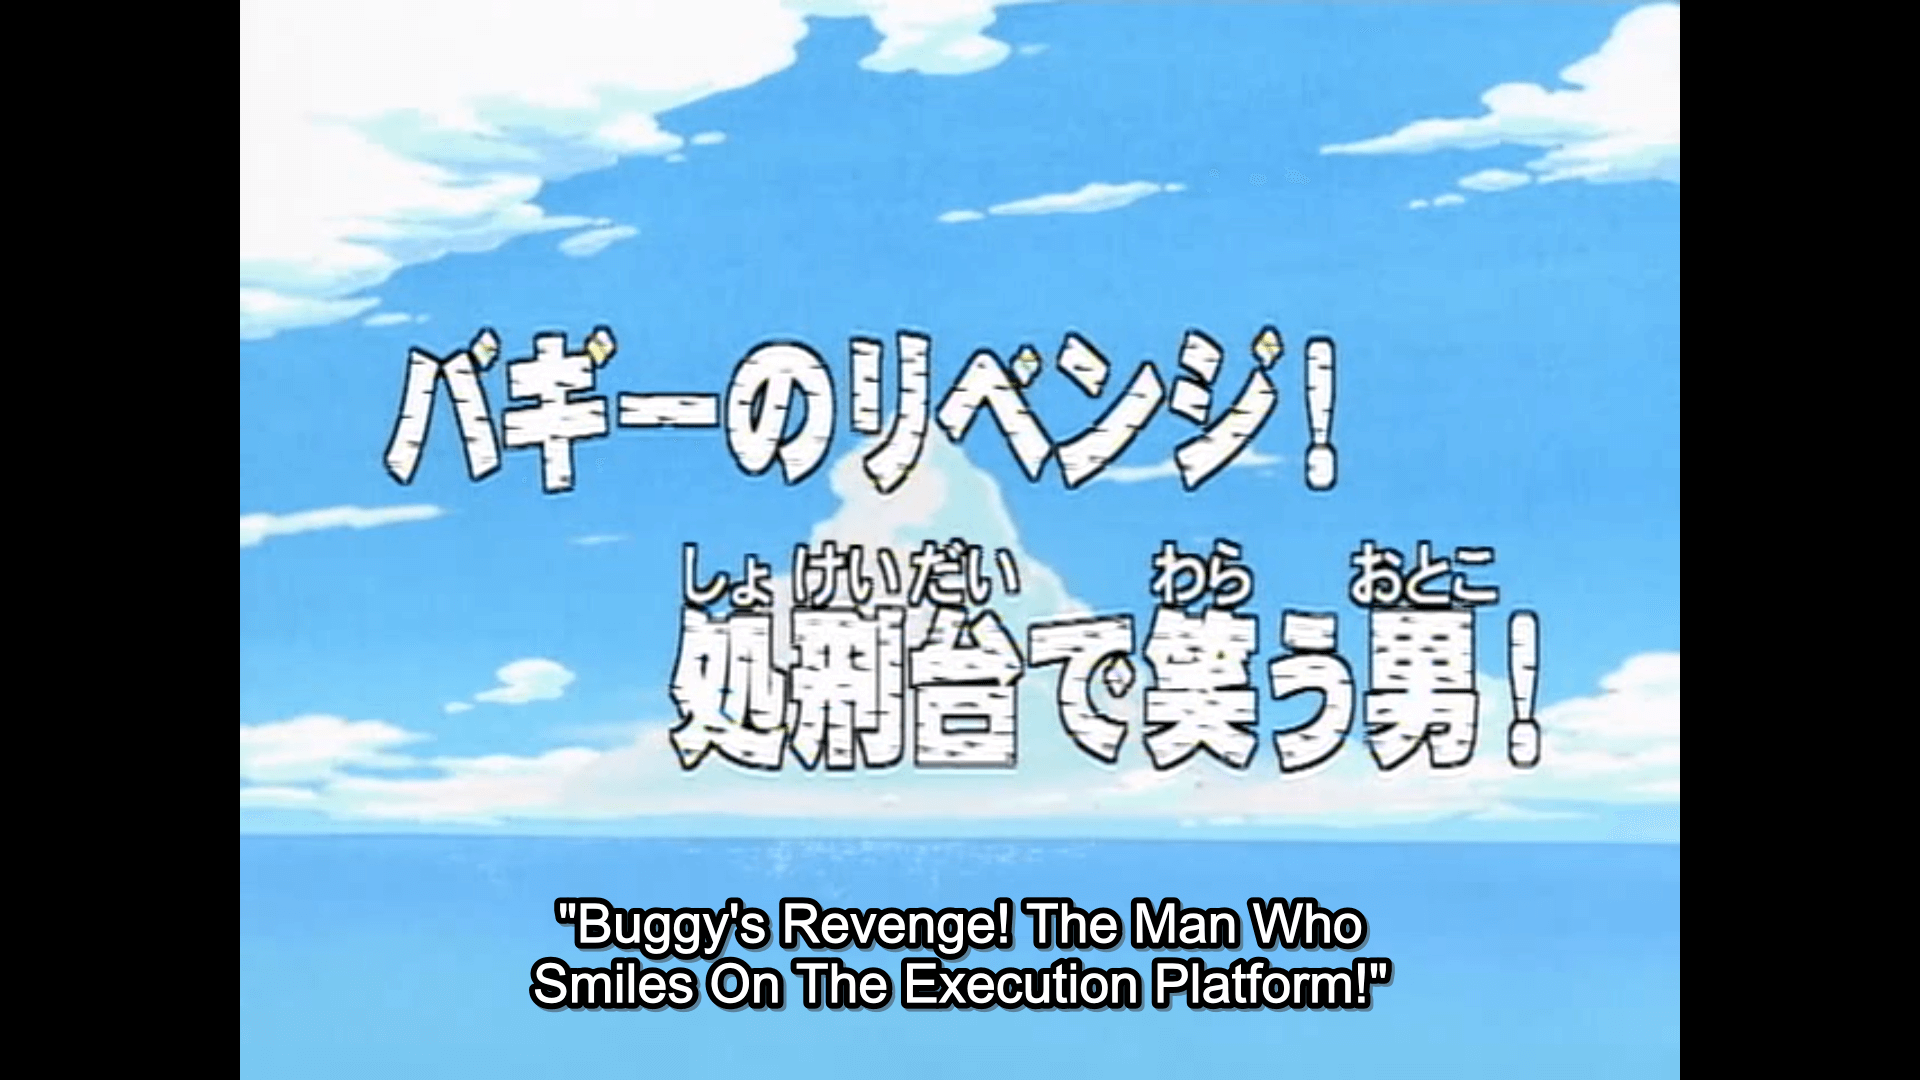 バギーのリベンジ!
しょけいだい わら おとこ
処刑台で笑う男!
"Buggy's Revenge! The Man Who
Smiles On The Execution Platform!"